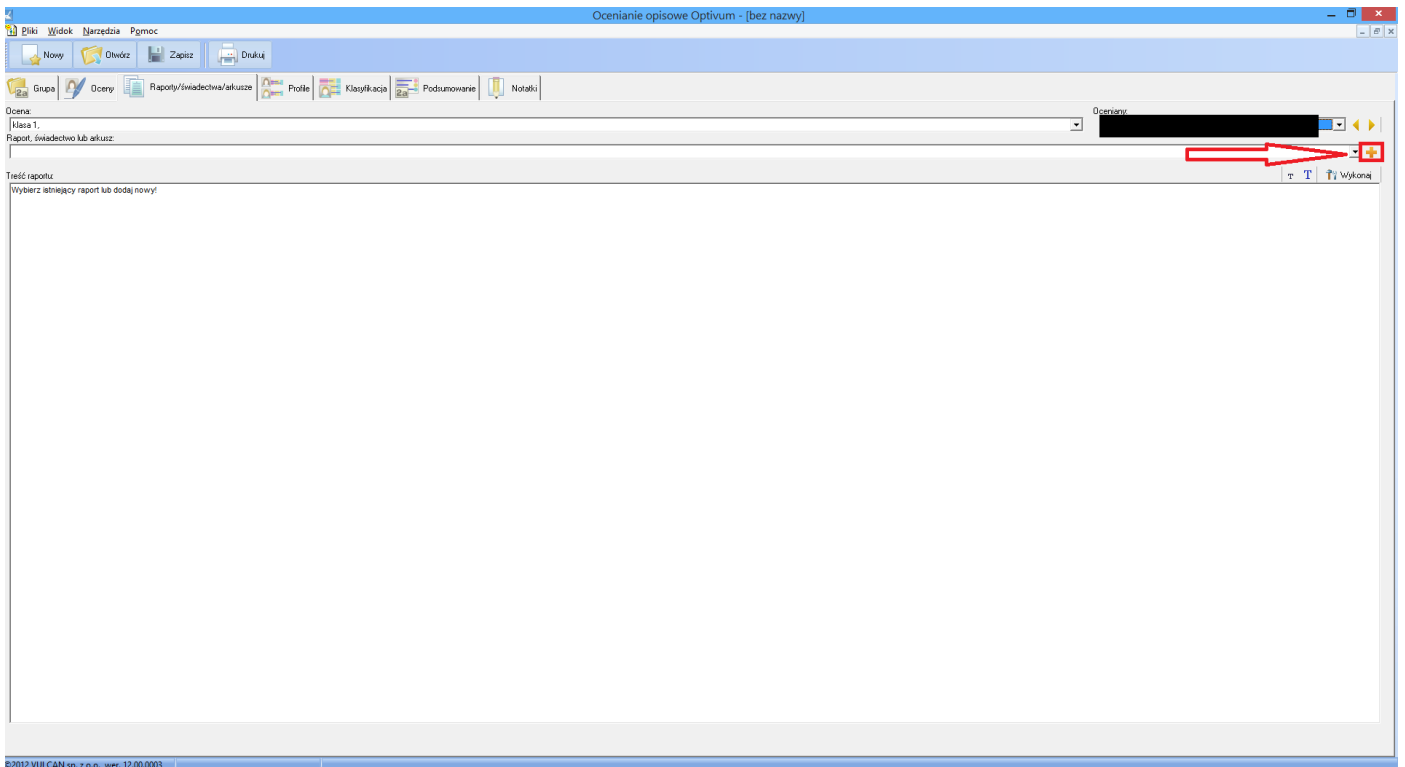 Ocenianie opisowe Optivum - [bez nazwy]
Pliki Widok Narzędzia Pomoc
Nowy Otwórz Zapisz Drukuj
Grupa Oceny Raporty/świadectwa/arkusze Profile Klasyfikacja Podsumowanie Notatki
Ocena: Oceniany:
klasa 1,
Raport, świadectwo lub arkusz:
Treść raportu: T T Wykonaj
Wybierz istniejący raport lub dodaj nowy!
©2012 VULCAN sp. z o.o., wer. 12.00.0003